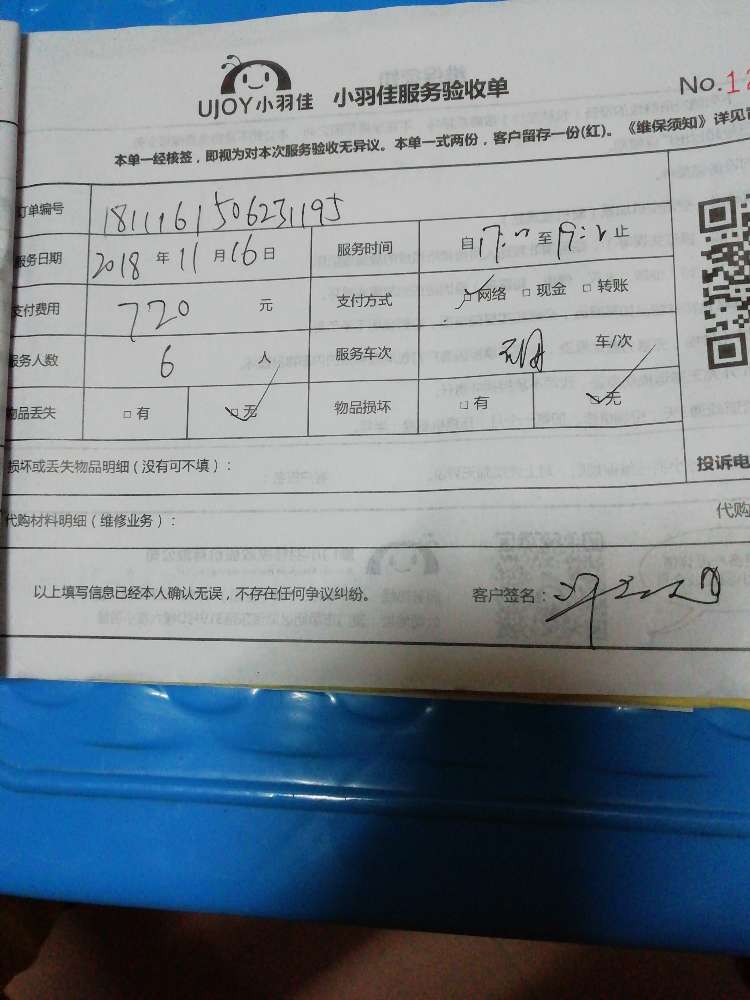 UJOY小羽佳 小羽佳服务验收单 No.12
本单一经核签，即视为对本次服务验收无异议。本单一式两份，客户留存一份(红)。《维保须知》详见背
订单编号 1811161506231195
服务日期 2018 年 11 月 16 日 服务时间 自 17: 至 19: 止
支付费用 720 元 支付方式 ☑网络 □现金 □转账
服务人数 6 人 服务车次 车/次
物品丢失 □有 ☑无 物品损坏 □有 ☑无
损坏或丢失物品明细（没有可不填）： 投诉电
代购材料明细（维修业务）： 代购
以上填写信息已经本人确认无误，不存在任何争议纠纷。 客户签名：